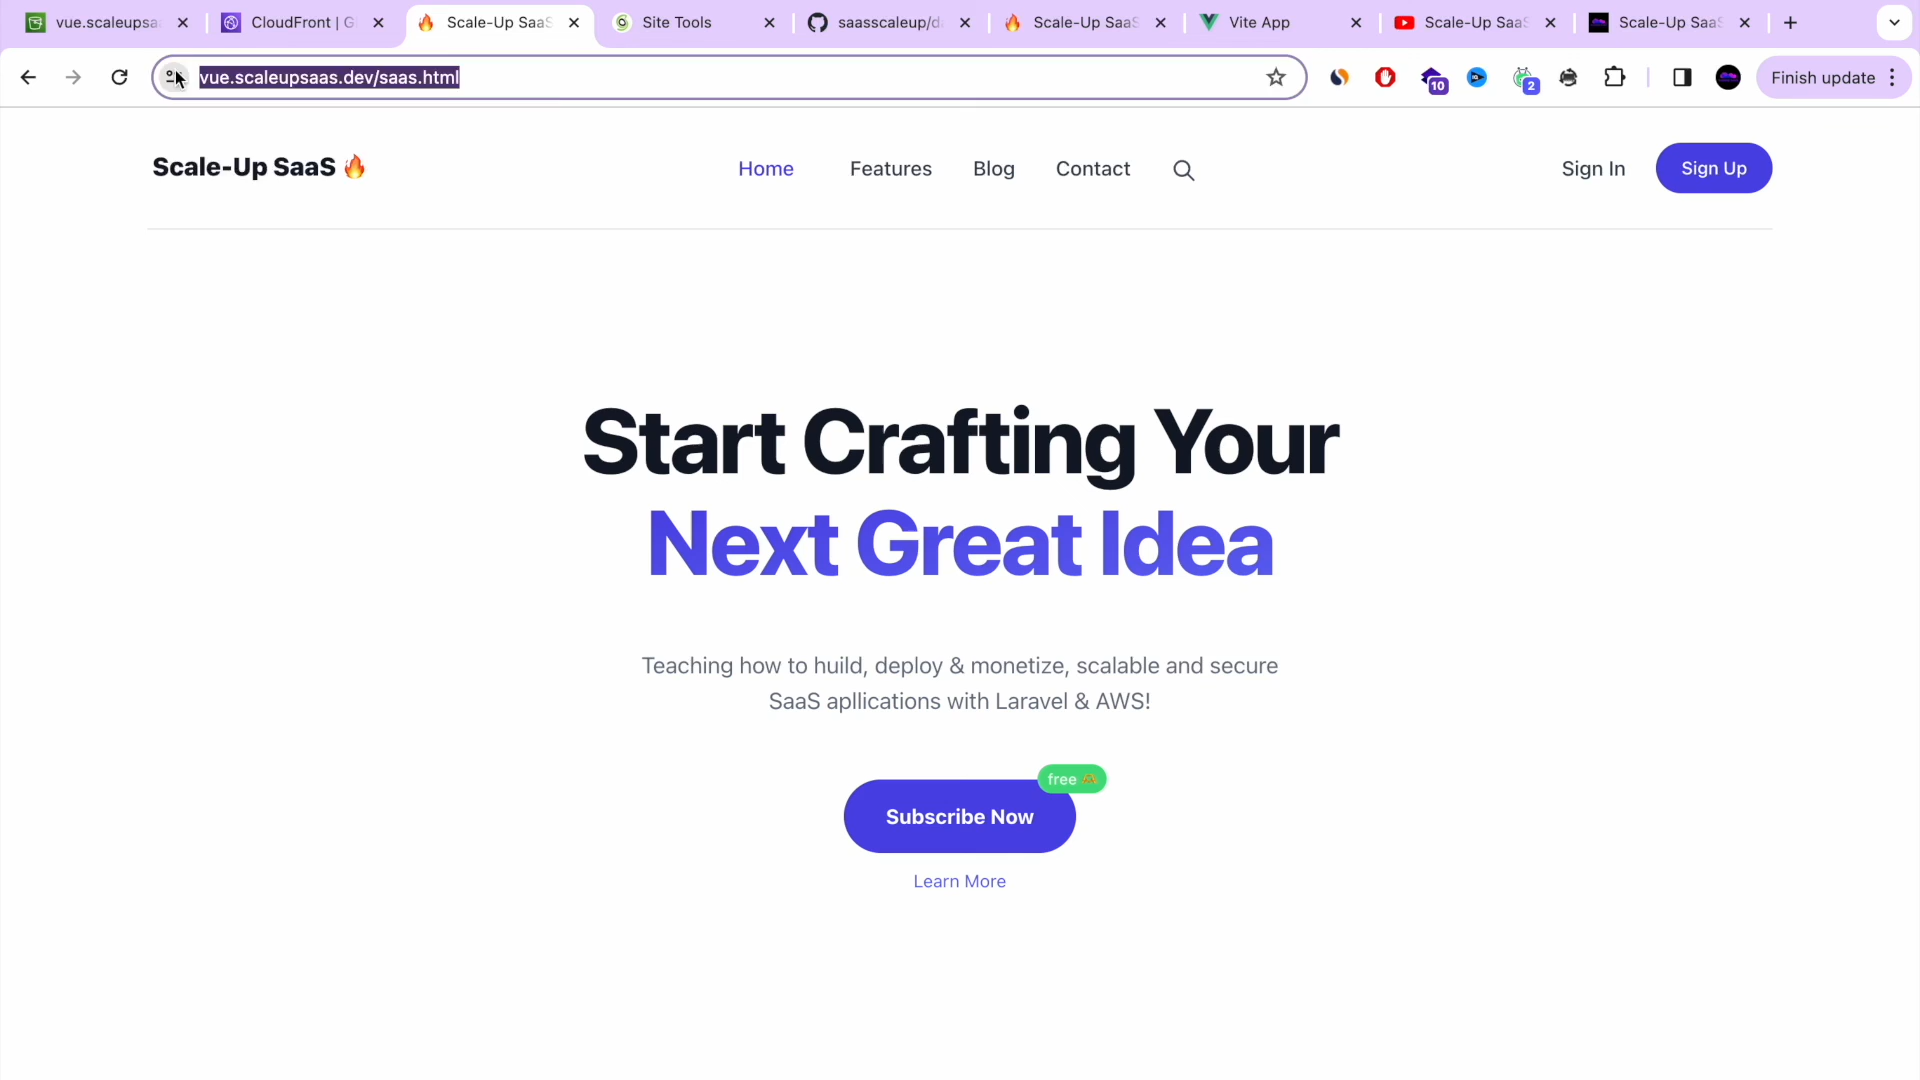 vue.scaleupsaa
CloudFront | G
Scale-Up SaaS
Site Tools
saasscaleup/d
Scale-Up SaaS
Vite App
Scale-Up SaaS
Scale-Up SaaS
vue.scaleupsaas.dev/saas.html
10
2
Finish update
Scale-Up SaaS
Home
Features
Blog
Contact
Sign In
Sign Up
Start Crafting Your
Next Great Idea
Teaching how to huild, deploy & monetize, scalable and secure
SaaS apllications with Laravel & AWS!
free
Subscribe Now
Learn More